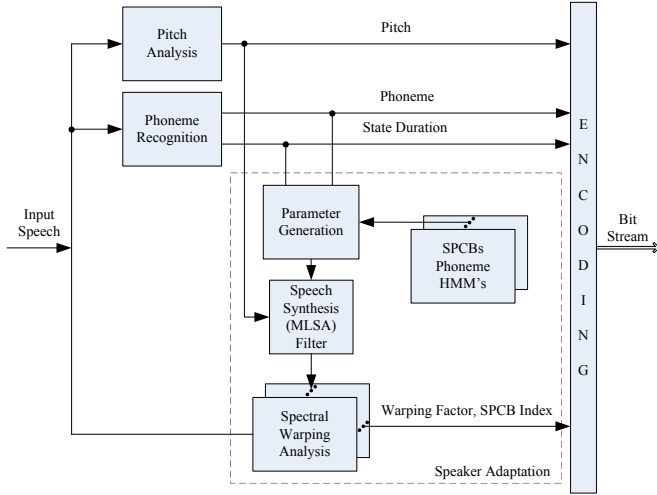 Pitch
Analysis
Pitch
Phoneme
Recognition
Phoneme
State Duration
Input
Speech
Parameter
Generation
SPCBs
Phoneme
HMM's
Speech
Synthesis
(MLSA)
Filter
Spectral
Warping
Analysis
Warping Factor, SPCB Index
Speaker Adaptation
E
N
C
O
D
I
N
G
Bit
Stream